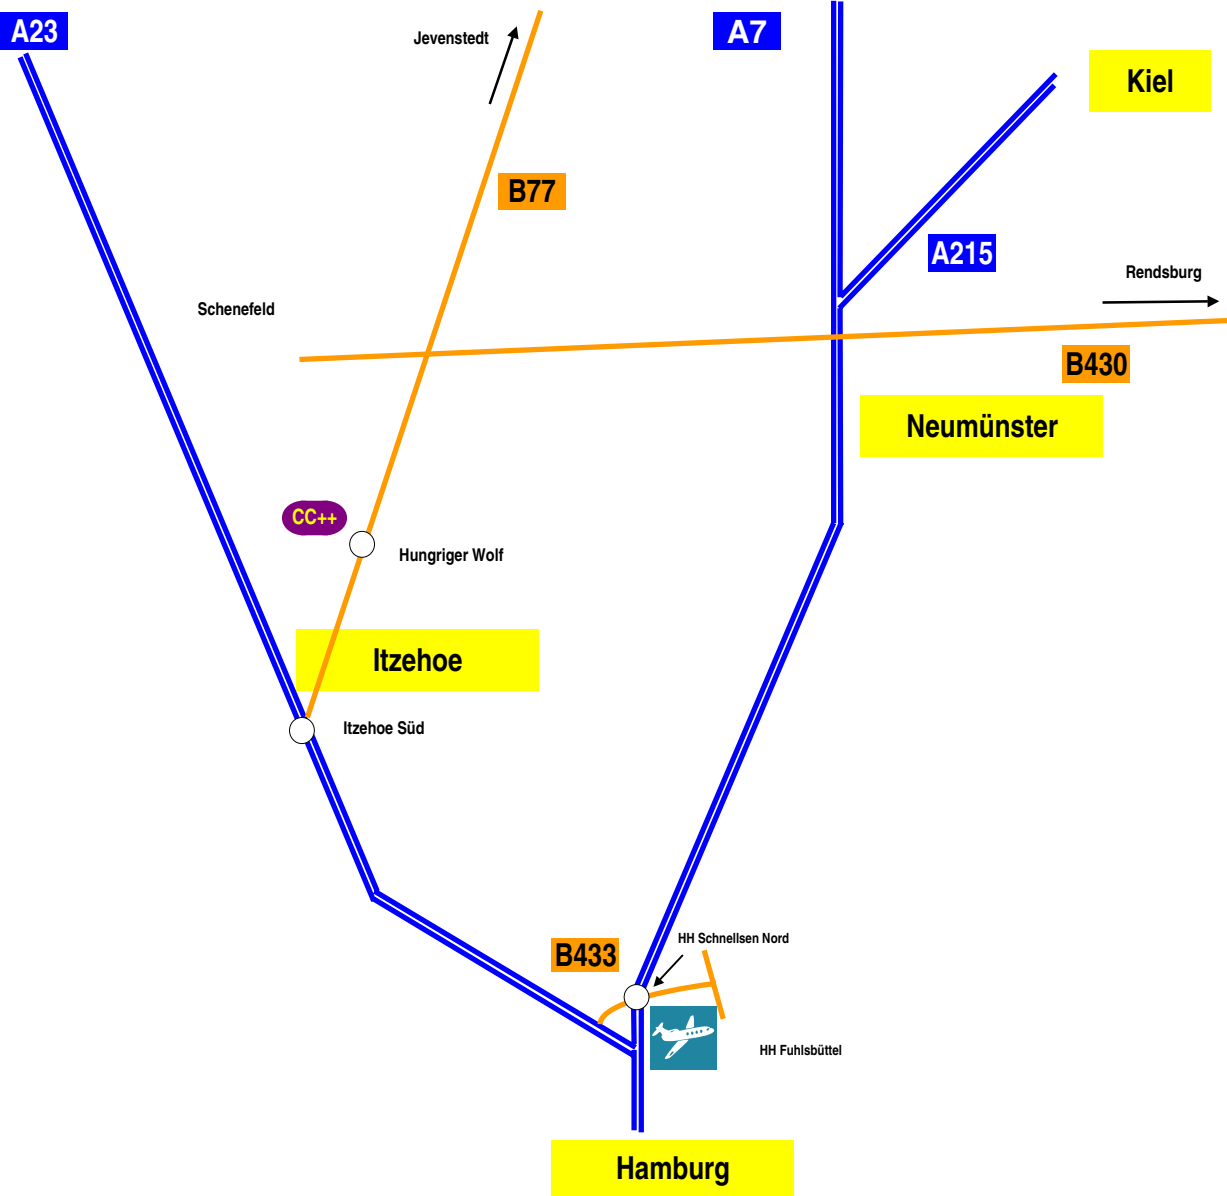 A23
Jevenstedt
A7
Kiel
B77
A215
Rendsburg
Schenefeld
B430
Neumünster
CC++
Hungriger Wolf
Itzehoe
Itzehoe Süd
HH Schnellsen Nord
B433
HH Fuhlsbüttel
Hamburg